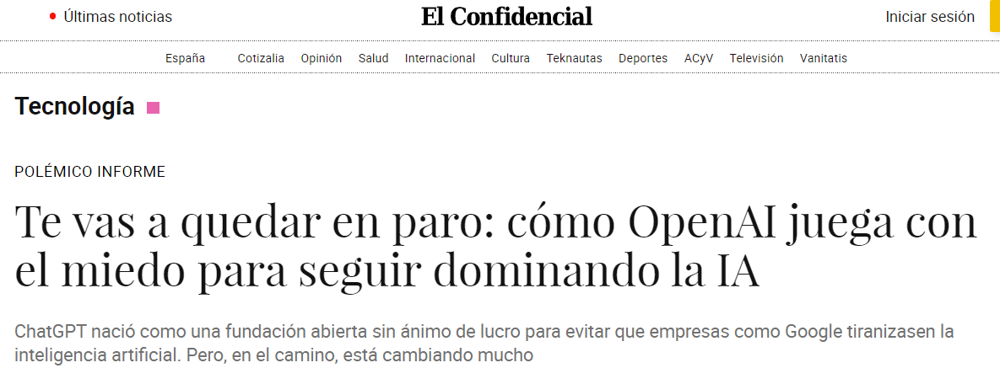 Últimas noticias
El Confidencial
Iniciar sesión
España Cotizalia Opinión Salud Internacional Cultura Teknautas Deportes ACyV Televisión Vanitatis
Tecnología
POLÉMICO INFORME
Te vas a quedar en paro: cómo OpenAI juega con
el miedo para seguir dominando la IA
ChatGPT nació como una fundación abierta sin ánimo de lucro para evitar que empresas como Google tiranizasen la
inteligencia artificial. Pero, en el camino, está cambiando mucho